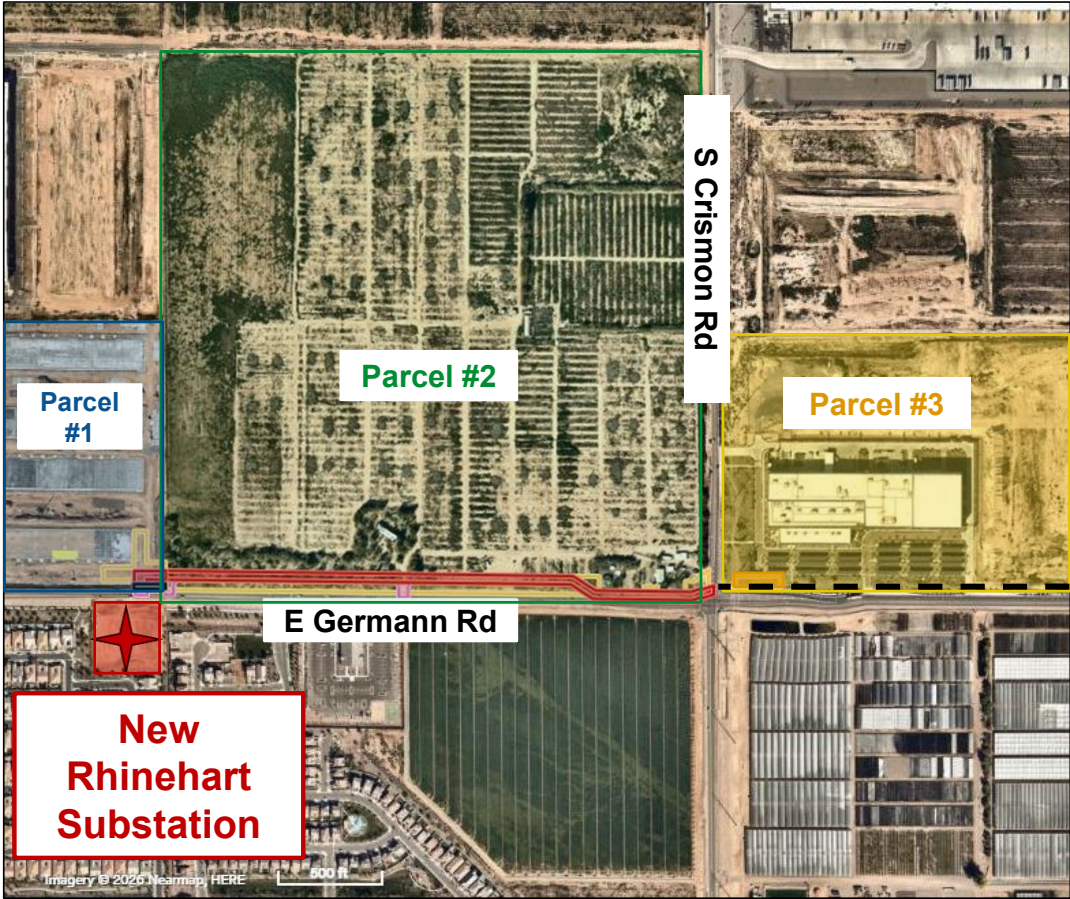 S Crismon Rd
Parcel #2
Parcel
#1
Parcel #3
E Germann Rd
New
Rhinehart
Substation
Imagery © 2026 Nearmap, HERE
500 ft